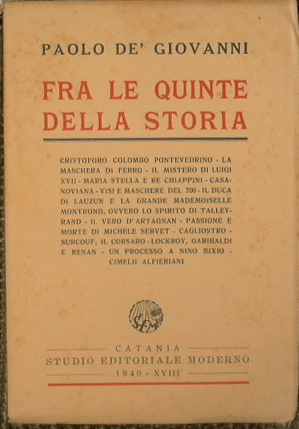 PAOLO DE' GIOVANNI
FRA LE QUINTE
DELLA STORIA
CRISTOFORO COLOMBO PONTEVEDRINO - LA
MASCHERA DI FERRO - IL MISTERO DI LUIGI
XVII - MARIA STELLA E RE CHIAPPINI - CASA-
NOVIANA - VISI E MASCHERE DEL 700 - IL DUCA
DI LAUZUN E LA GRANDE MADEMOISELLE
MONTROND, OVVERO LO SPIRITO DI TALLEY-
RAND - IL VERO D'ARTAGNAN - PASSIONE E
MORTE DI MICHELE SERVET - CAGLIOSTRO -
SURCOUF, IL CORSARO - LOCKROY, GARIBALDI
E RENAN - UN PROCESSO A NINO BIXIO -
CIMELII ALFIERIANI
SEM
CATANIA
STUDIO EDITORIALE MODERNO
1940 - XVIII